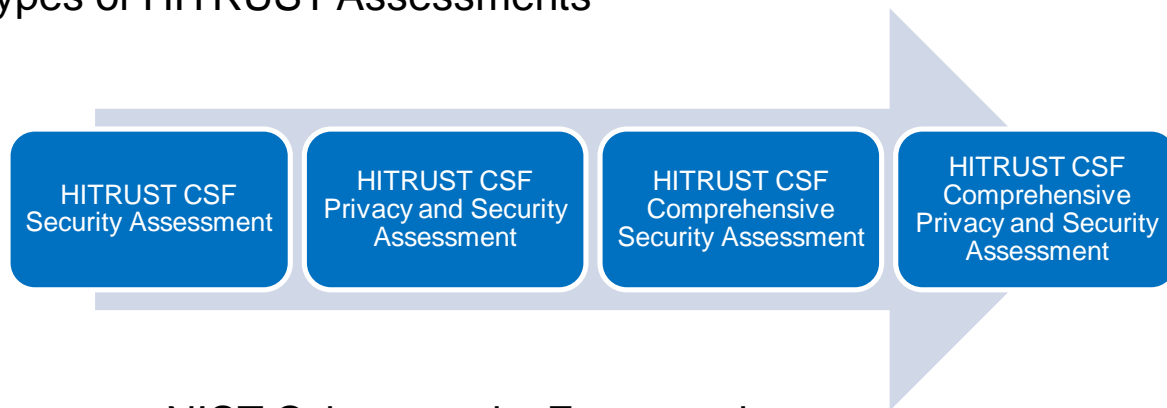 ypes of HITRUST Assessments
HITRUST CSF
Security Assessment
HITRUST CSF
Privacy and Security
Assessment
HITRUST CSF
Comprehensive
Security Assessment
HITRUST CSF
Comprehensive
Privacy and Security
Assessment